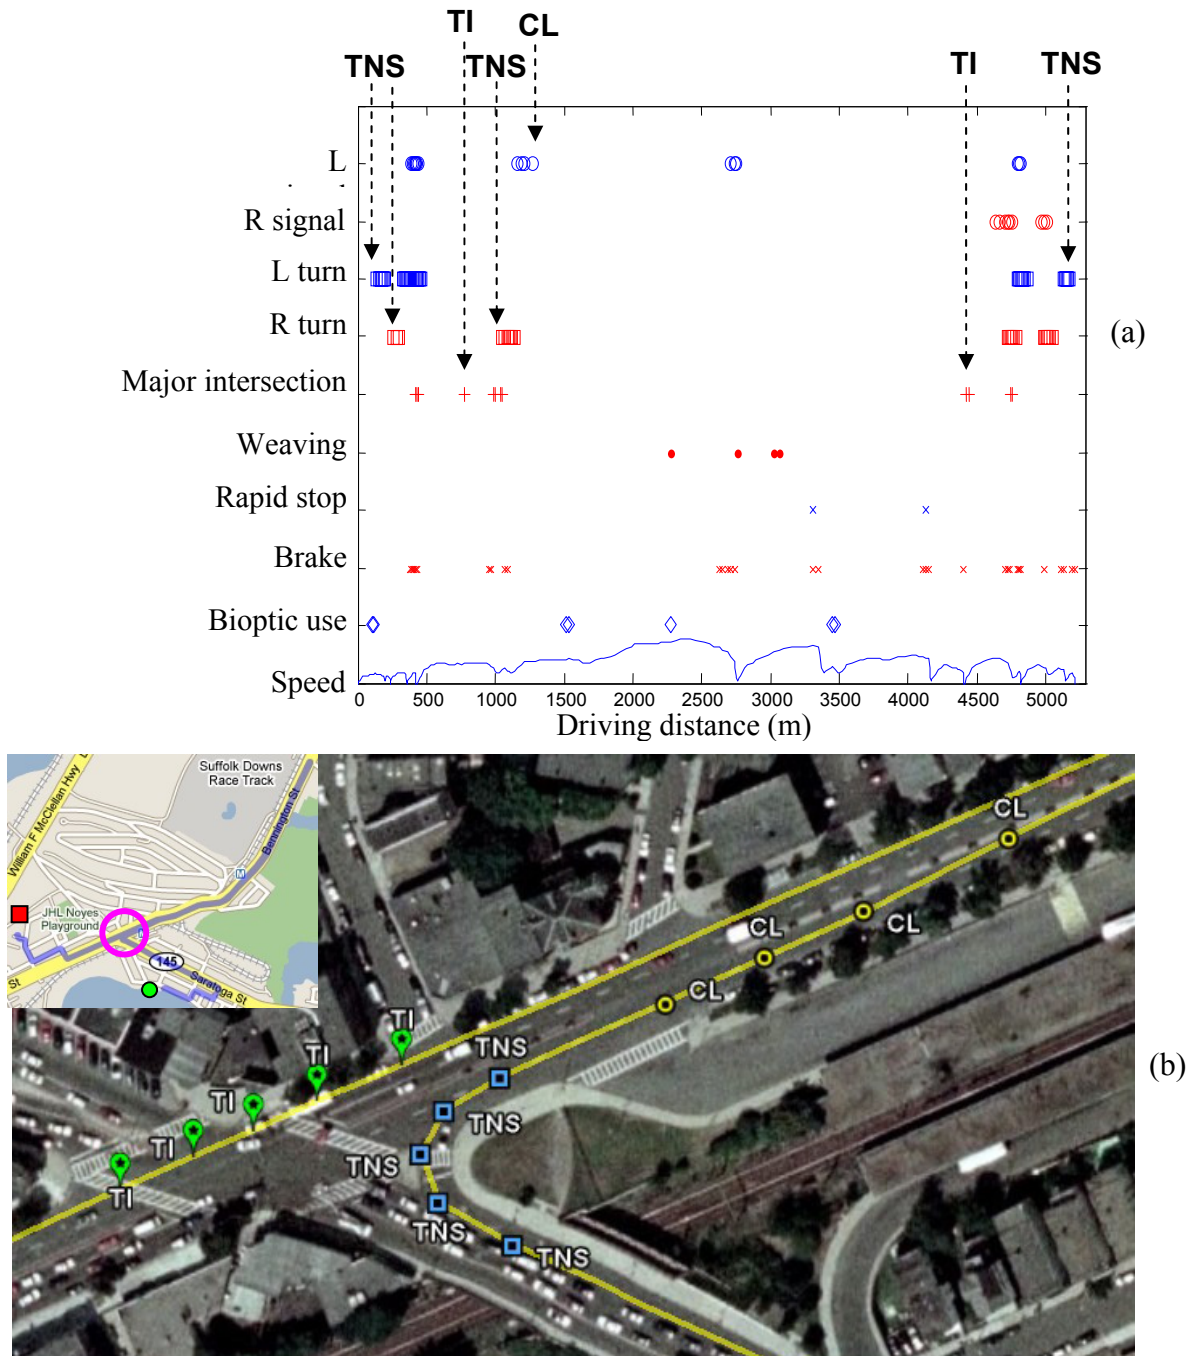 TI
CL
TNS
TNS
TI
TNS
L
R signal
L turn
R turn
(a)
Major intersection
Weaving
Rapid stop
Brake
Bioptic use
Speed
0 500 1000 1500 2000 2500 3000 3500 4000 4500 5000
Driving distance (m)
Suffolk Downs
Race Track
William F McClellan Hwy
Bennington St
M
JHL Noyes
Playground
145
St
Saratoga St
CL
CL
CL
CL
TI
TNS
TI
TI
TNS
TI
TNS
TI
TNS
TNS
(b)